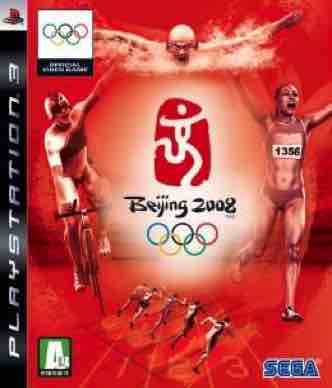 PLAYSTATION 3
OFFICIAL
VIDEO GAME
1356
Beijing 2008
SEGA